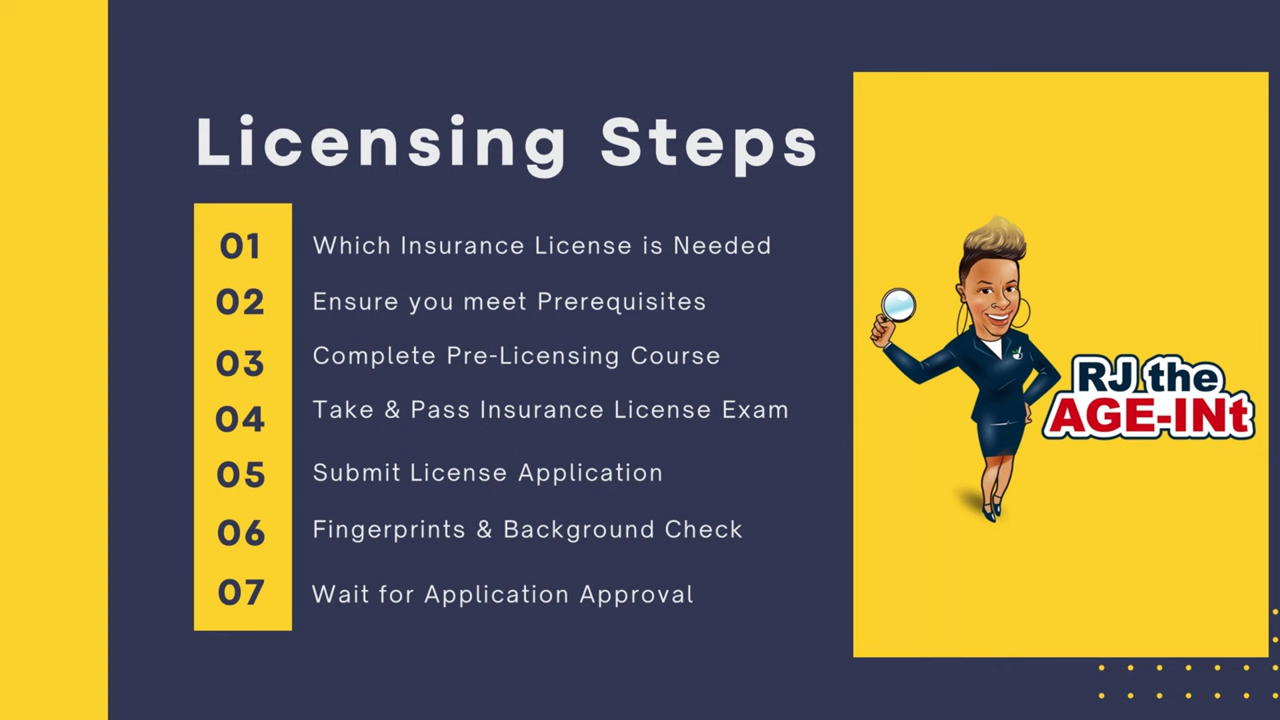 Licensing Steps
01 Which Insurance License is Needed
02 Ensure you meet Prerequisites
03 Complete Pre-Licensing Course
04 Take & Pass Insurance License Exam
05 Submit License Application
06 Fingerprints & Background Check
07 Wait for Application Approval
RJ the
AGE-INt